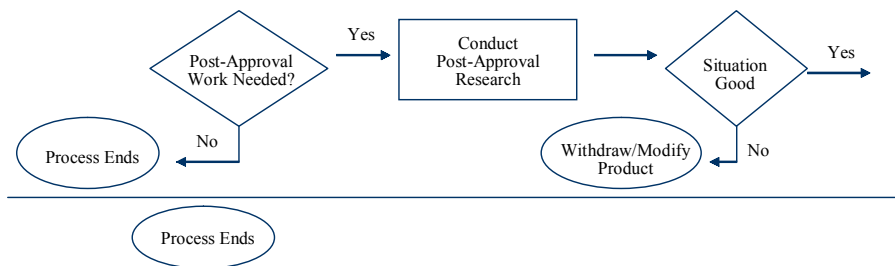 Post-Approval
Work Needed?
Yes
Conduct
Post-Approval
Research
Situation
Good
Yes
No
Process Ends
Withdraw/Modify
Product
No
Process Ends